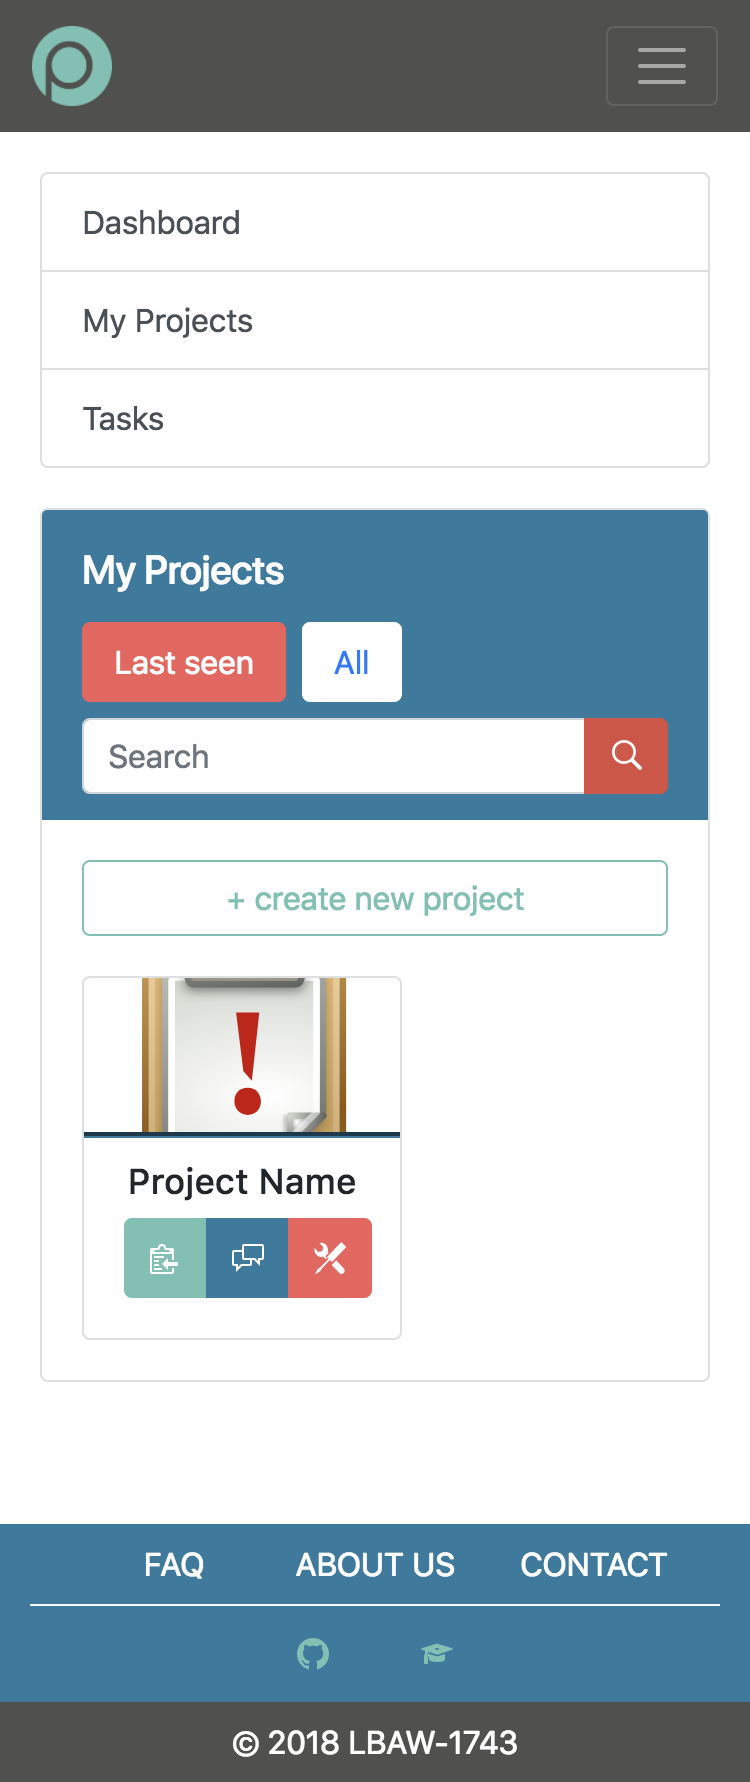 Dashboard
My Projects
Tasks
My Projects
Last seen
All
Search
+ create new project
Project Name
FAQ
ABOUT US
CONTACT
© 2018 LBAW-1743